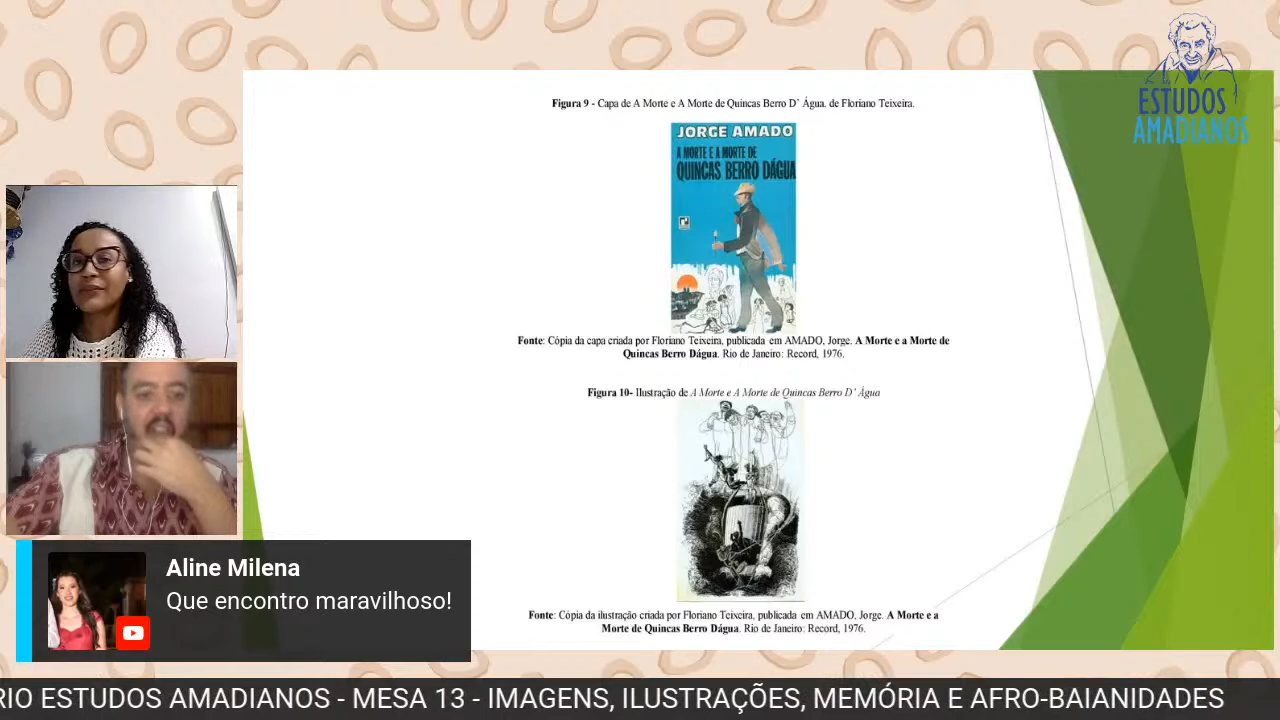 ESTUDOS
AMADIANOS
Figura 9 - Capa de A Morte e A Morte de Quincas Berro D` Água, de Floriano Teixeira.
JORGE AMADO
A MORTE E A MORTE DE
QUINCAS BERRO DÁGUA
Fonte: Cópia da capa criada por Floriano Teixeira, publicada em AMADO, Jorge. A Morte e a Morte de
Quincas Berro Dágua. Rio de Janeiro: Record, 1976.
Figura 10- Ilustração de A Morte e A Morte de Quincas Berro D` Água
Fonte: Cópia da ilustração criada por Floriano Teixeira, publicada em AMADO, Jorge. A Morte e a
Morte de Quincas Berro Dágua. Rio de Janeiro: Record, 1976.
Aline Milena
Que encontro maravilhoso!
RIO ESTUDOS AMADIANOS - MESA 13 - IMAGENS, ILUSTRAÇÕES, MEMÓRIA E AFRO-BAIANIDADES